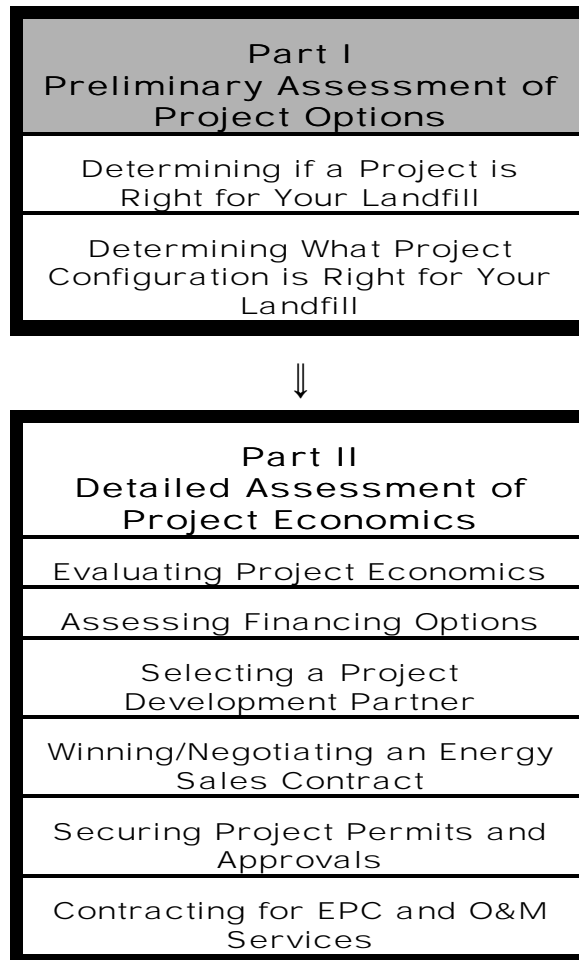 Part I
Preliminary Assessment of
Project Options
Determining if a Project is
Right for Your Landfill
Determining What Project
Configuration is Right for Your
Landfill
⇓
Part II
Detailed Assessment of
Project Economics
Evaluating Project Economics
Assessing Financing Options
Selecting a Project
Development Partner
Winning/Negotiating an Energy
Sales Contract
Securing Project Permits and
Approvals
Contracting for EPC and O&M
Services